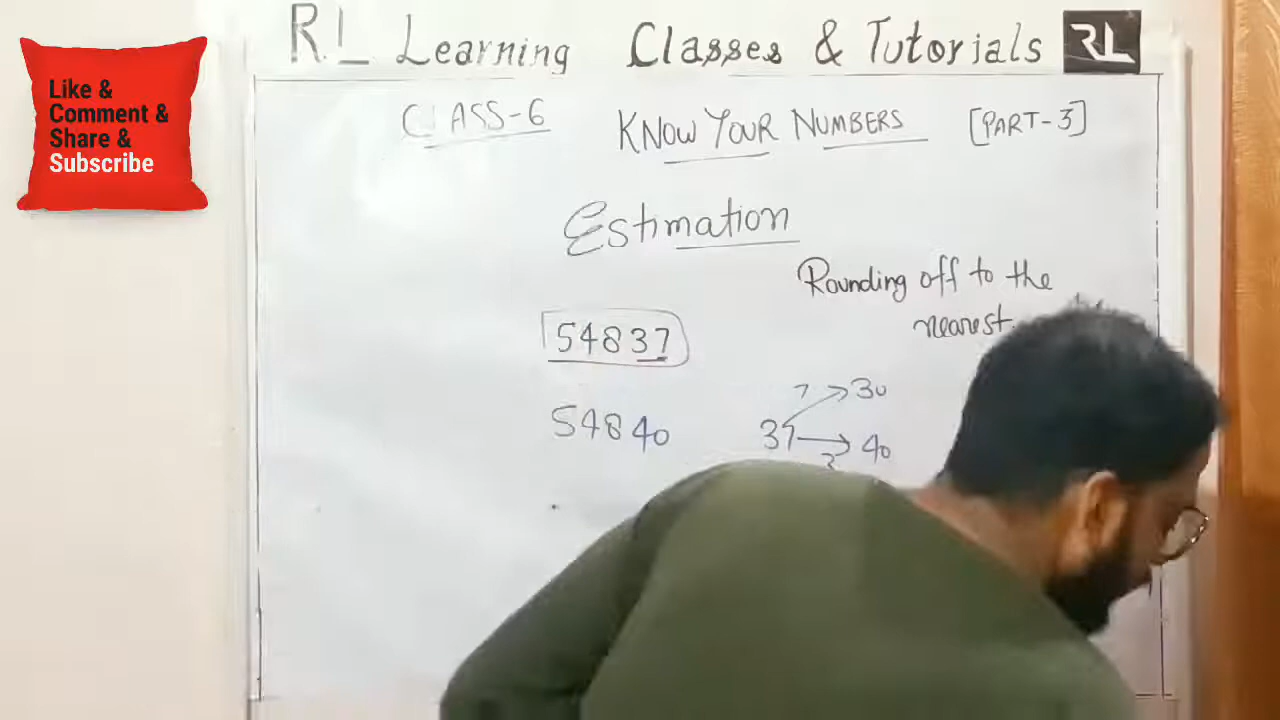 R.L Learning Classes & Tutorials RL
Like &
Comment &
Share &
Subscribe
CLASS-6 KNOW YOUR NUMBERS [PART-3]
Estimation
Rounding off to the
nearest
54837
7 30
54840 37 40
3